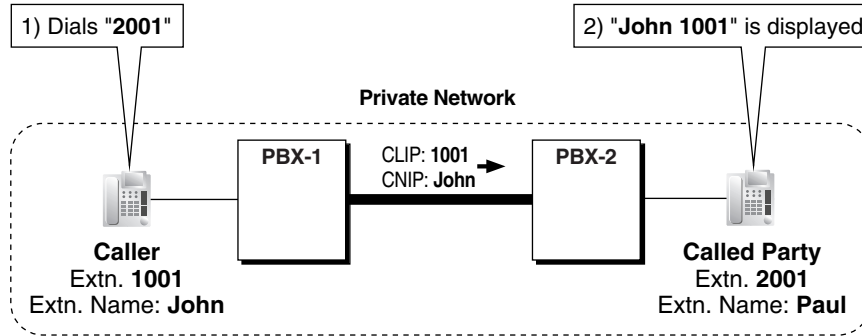 1) Dials "2001"
2) "John 1001" is displayed
Private Network
PBX-1
CLIP: 1001
CNIP: John
PBX-2
Caller
Extn. 1001
Extn. Name: John
Called Party
Extn. 2001
Extn. Name: Paul